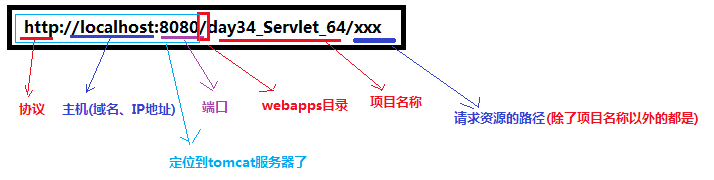 http://localhost:8080/day34_Servlet_64/xxx
协议
主机(域名、IP地址)
端口
webapps目录
项目名称
请求资源的路径(除了项目名称以外的都是)
定位到tomcat服务器了